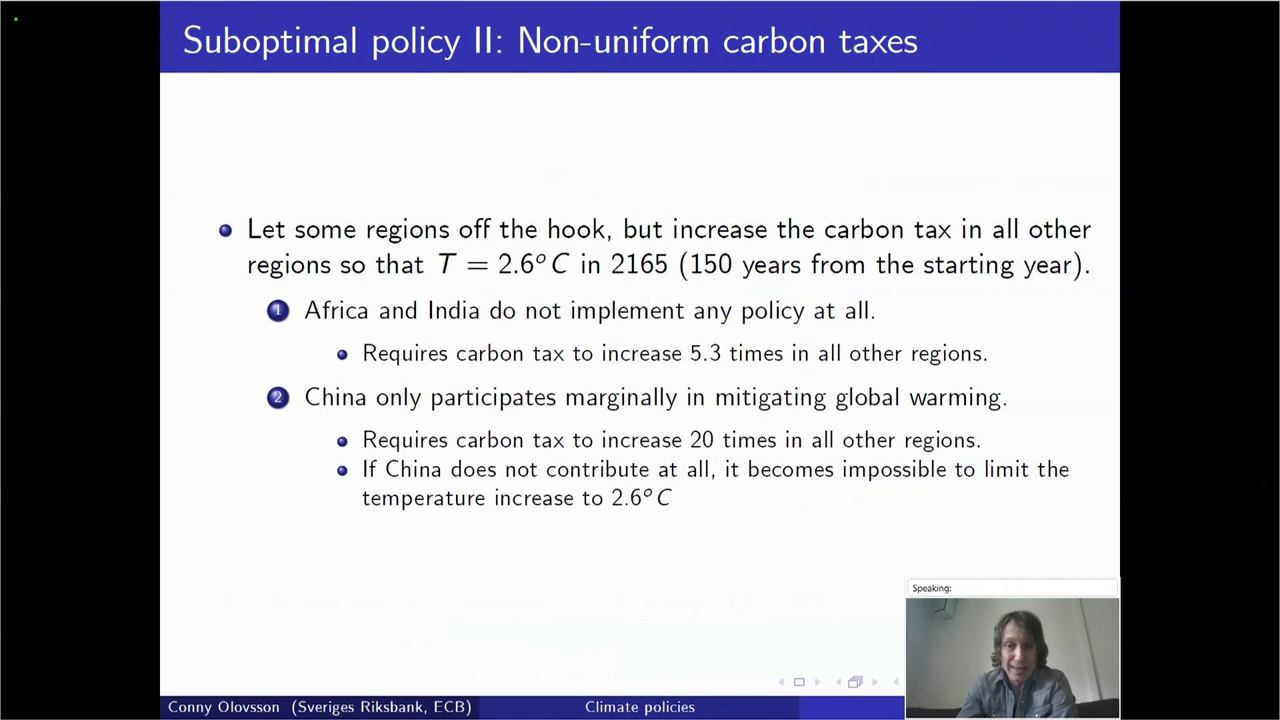 Suboptimal policy II: Non-uniform carbon taxes
Let some regions off the hook, but increase the carbon tax in all other
regions so that T = 2.6° C in 2165 (150 years from the starting year).
1 Africa and India do not implement any policy at all.
Requires carbon tax to increase 5.3 times in all other regions.
2 China only participates marginally in mitigating global warming.
Requires carbon tax to increase 20 times in all other regions.
If China does not contribute at all, it becomes impossible to limit the
temperature increase to 2.6° C
Speaking:
Conny Olovsson (Sveriges Riksbank, ECB)
Climate policies